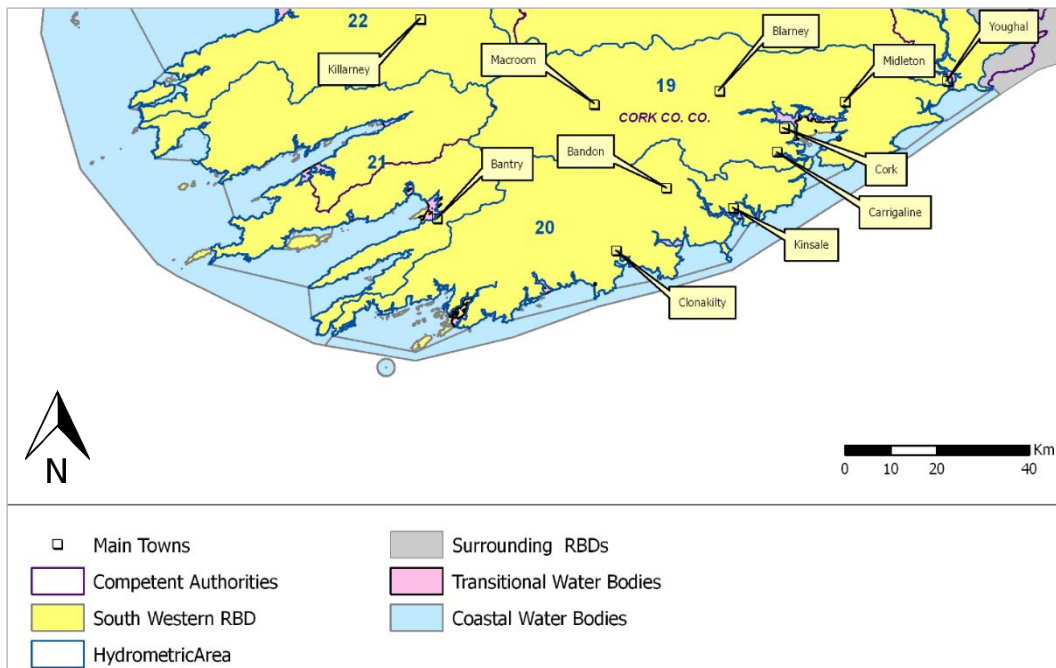 22
Killarney
Macroom
Blarney
Youghal
Midleton
19
CORK CO. CO.
21
Bantry
Bandon
Cork
Carrigaline
20
Kinsale
Clonakilty
N
Km
0 10 20 40
Main Towns
Competent Authorities
South Western RBD
HydrometricArea
Surrounding RBDs
Transitional Water Bodies
Coastal Water Bodies